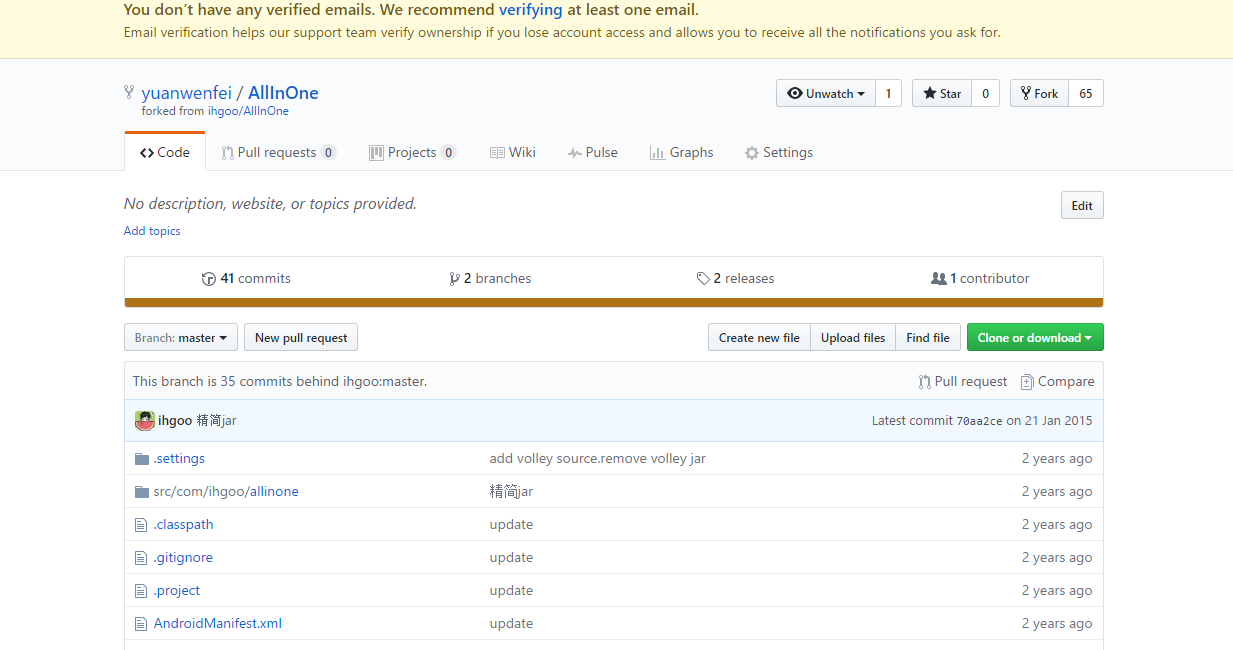 You don't have any verified emails. We recommend verifying at least one email.
Email verification helps our support team verify ownership if you lose account access and allows you to receive all the notifications you ask for.
yuanwenfei / AllInOne
forked from ihgoo/AllInOne
Unwatch 1 Star 0 Fork 65
Code Pull requests 0 Projects 0 Wiki Pulse Graphs Settings
No description, website, or topics provided. Edit
Add topics
41 commits 2 branches 2 releases 1 contributor
Branch: master New pull request Create new file Upload files Find file Clone or download
This branch is 35 commits behind ihgoo:master. Pull request Compare
ihgoo 精简jar Latest commit 70aa2ce on 21 Jan 2015
.settings add volley source.remove volley jar 2 years ago
src/com/ihgoo/allinone 精简jar 2 years ago
.classpath update 2 years ago
.gitignore update 2 years ago
.project update 2 years ago
AndroidManifest.xml update 2 years ago